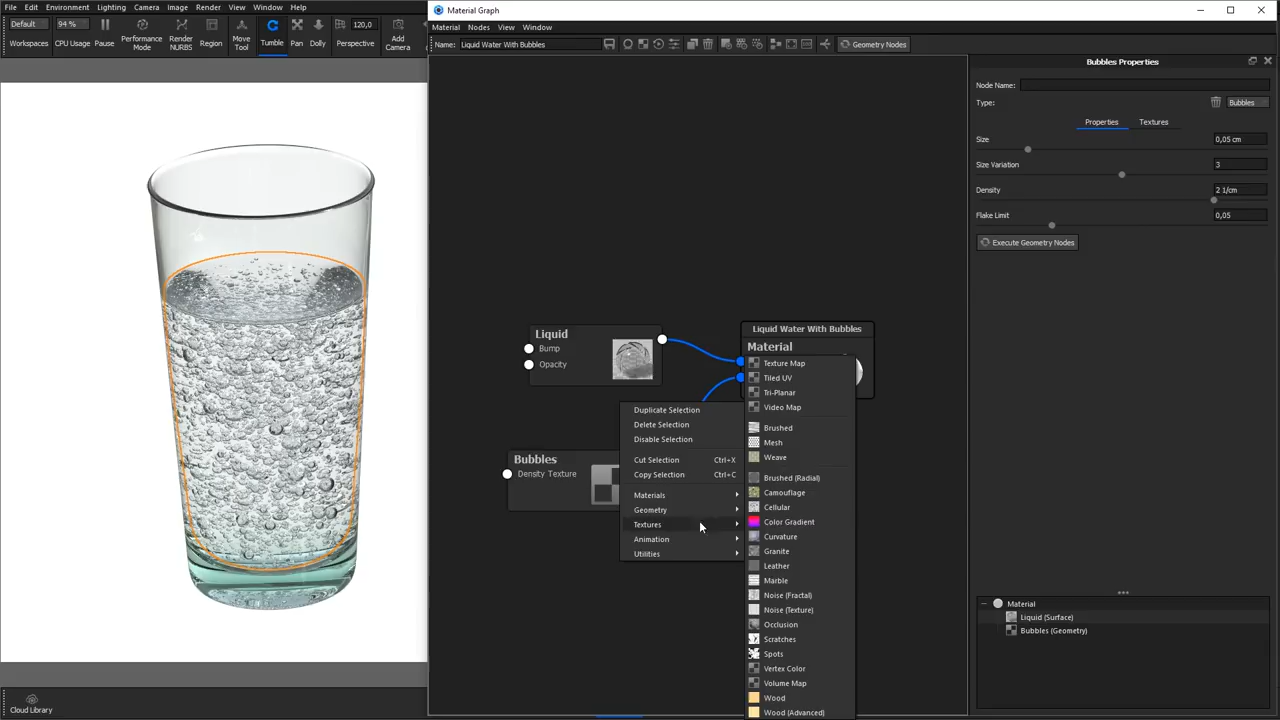 File Edit Environment Lighting Camera Image Render View Window Help
Default
94 %
120,0
Workspaces CPU Usage Pause Performance Mode Render NURBS Region Move Tool Tumble Pan Dolly Perspective Add Camera
Material Graph
Material Nodes View Window
Name: Liquid Water With Bubbles
Geometry Nodes
Bubbles Properties
Node Name:
Type: Bubbles
Properties Textures
Size 0,05 cm
Size Variation 3
Density 2 1/cm
Flake Limit 0,05
Execute Geometry Nodes
Liquid
Bump
Opacity
Liquid Water With Bubbles
Material
Bubbles
Density Texture
Duplicate Selection
Delete Selection
Disable Selection
Cut Selection Ctrl+X
Copy Selection Ctrl+C
Materials
Geometry
Textures
Animation
Utilities
Texture Map
Tiled UV
Tri-Planar
Video Map
Brushed
Mesh
Weave
Brushed (Radial)
Camouflage
Cellular
Color Gradient
Curvature
Granite
Leather
Marble
Noise (Fractal)
Noise (Texture)
Occlusion
Scratches
Spots
Vertex Color
Volume Map
Wood
Wood (Advanced)
Material
Liquid (Surface)
Bubbles (Geometry)
Cloud Library